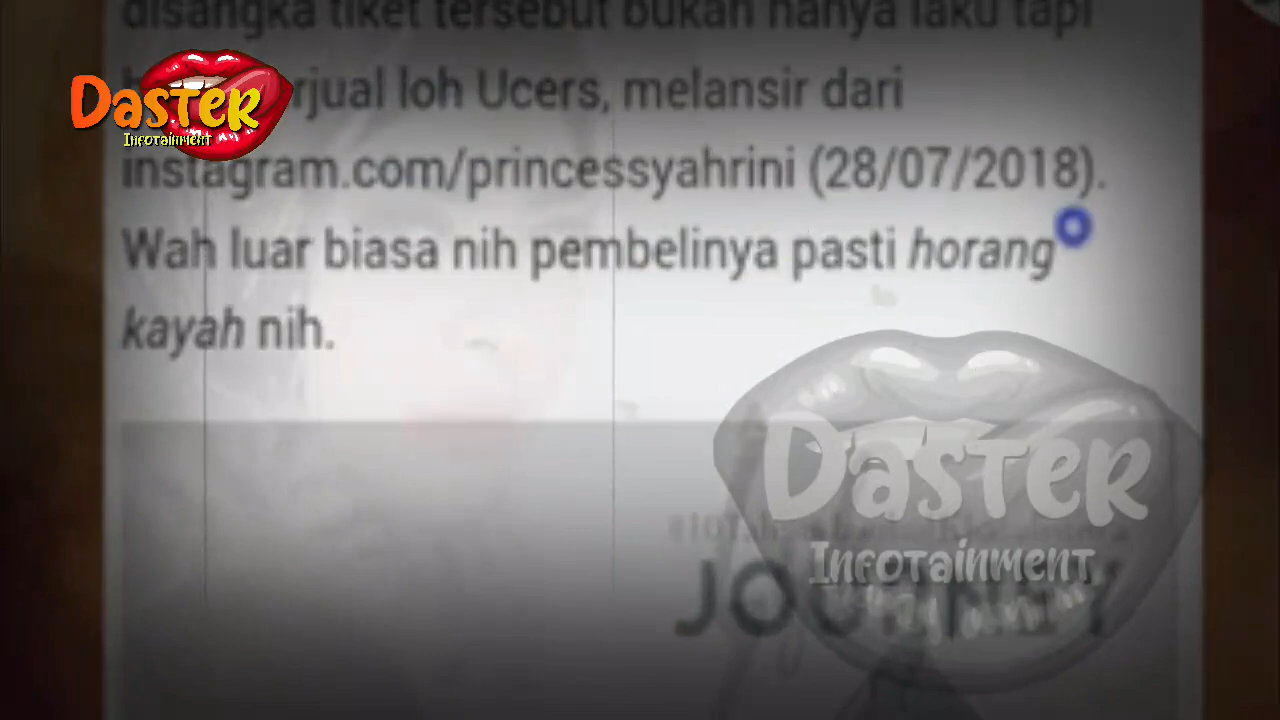 disangka tiket tersebut bukan hanya laku tapi
rjual loh Ucers, melansir dari
instagram.com/princessyahrini (28/07/2018).
Wah luar biasa nih pembelinya pasti horang
kayah nih.
DASTER
INFOTAINMENT
DASTER
INFOTAINMENT
JOURNEY